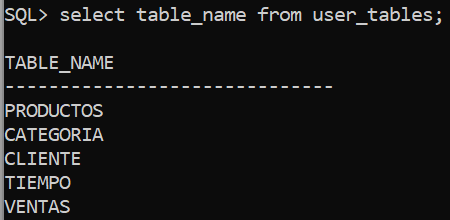 SQL> select table_name from user_tables;
TABLE_NAME
------------------------------
PRODUCTOS
CATEGORIA
CLIENTE
TIEMPO
VENTAS